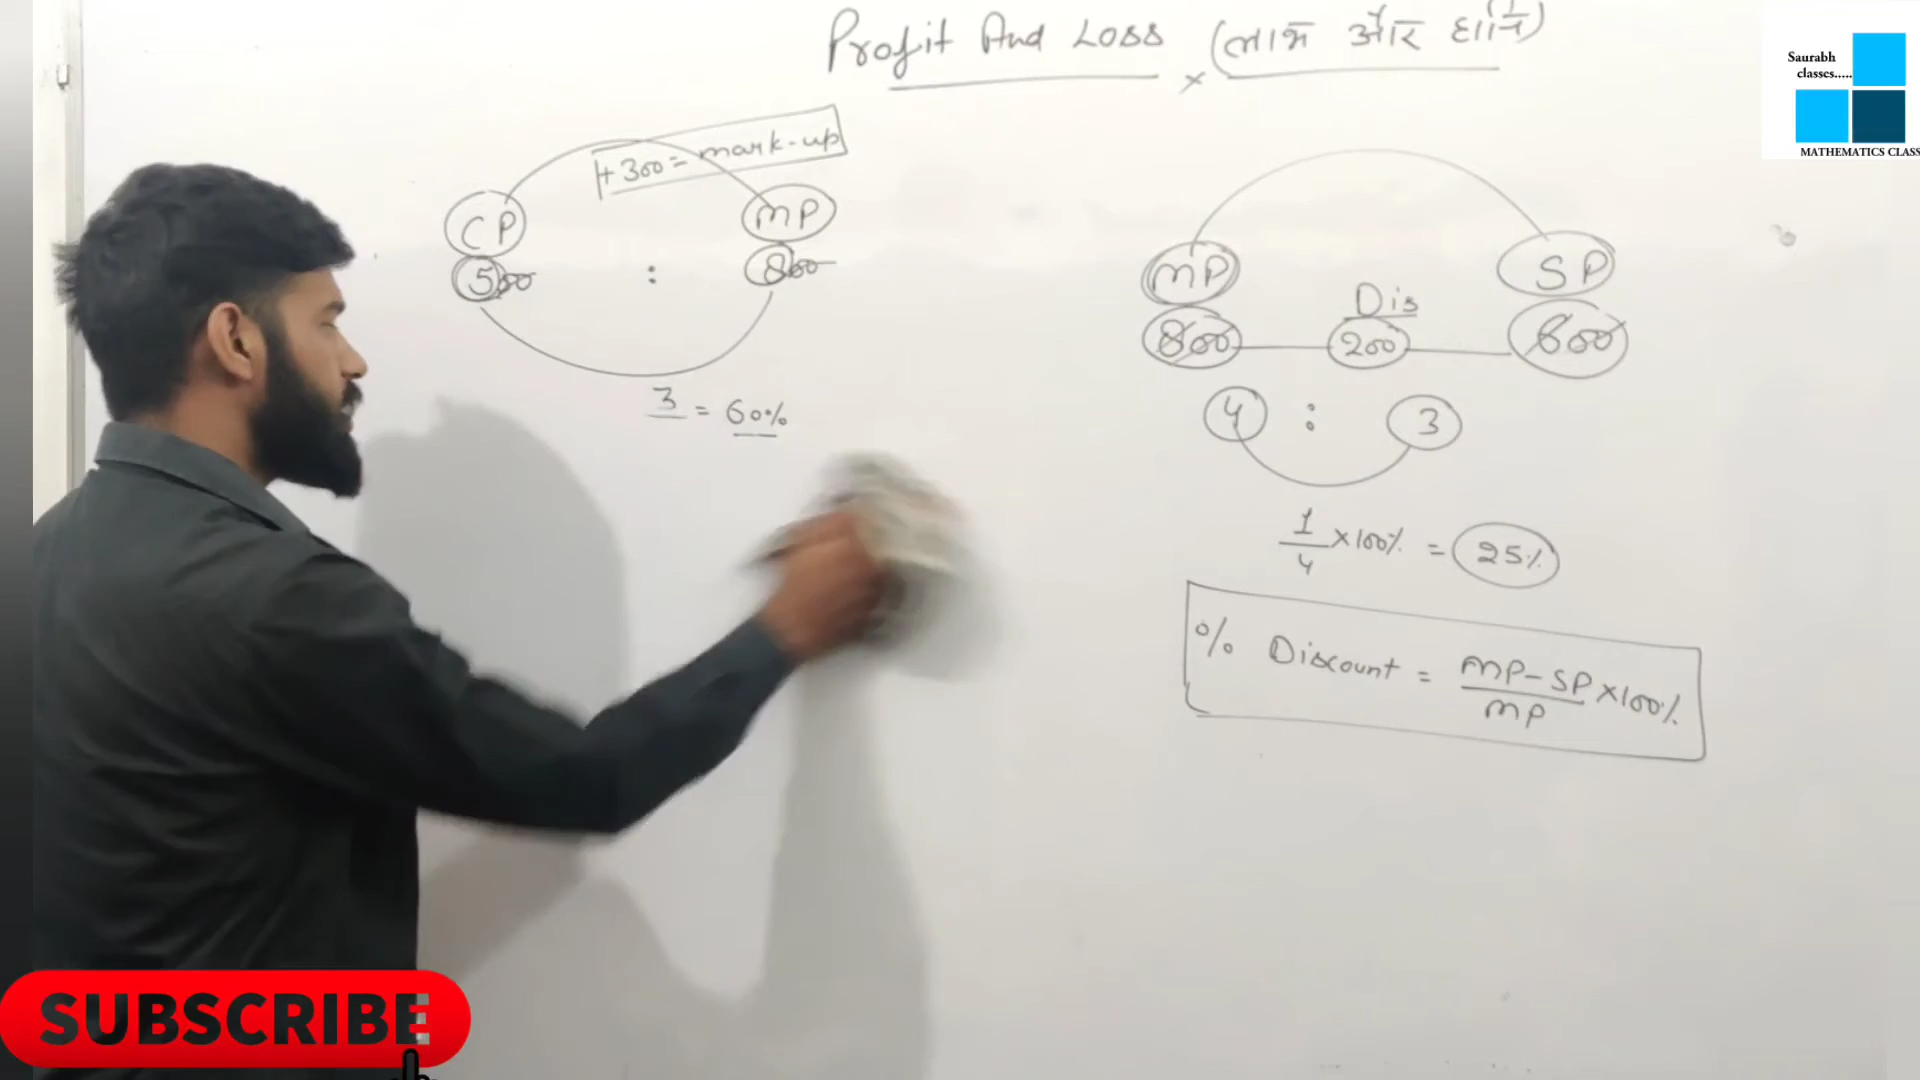 Profit And Loss (लाभ और हानि)
×
Saurabh
classes.....
MATHEMATICS CLASS
+300 = mark-up
CP MP
500 : 800
3 = 60%
MP SP
Dis
800 200 600
4 : 3
1/4 ×100% = 25%
% Discount = MP-SP/MP ×100%
SUBSCRIBE